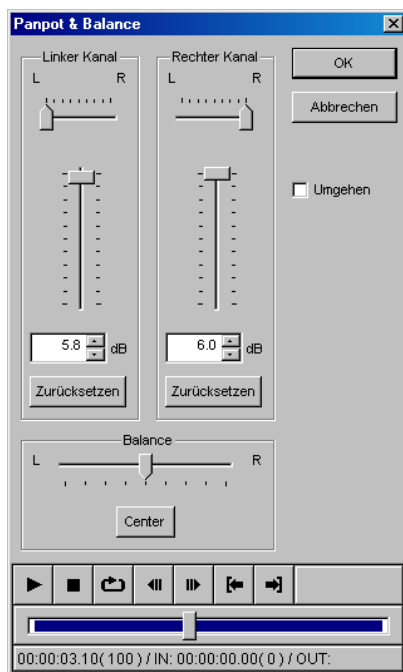 Panpot & Balance
Linker Kanal
L R
5.8 dB
Zurücksetzen
Rechter Kanal
L R
6.0 dB
Zurücksetzen
OK
Abbrechen
Umgehen
Balance
L R
Center
00:00:03.10( 100 ) / IN: 00:00:00.00( 0 ) / OUT: